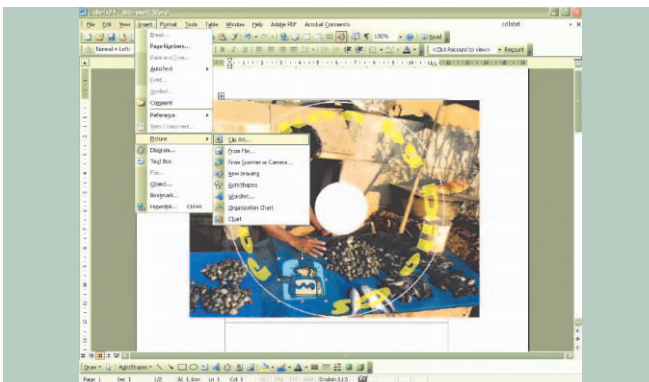 File Edit View Insert Format Tools Table Window Help Adobe PDF Acrobat Comments
100%
Read
Normal + Left:
<Click Recount to view>
Recount
Break...
Page Numbers...
Date and Time...
AutoText
Field...
Symbol...
Comment
Reference
Web Component...
Picture
Diagram...
Text Box
File...
Object...
Bookmark...
Hyperlink... Ctrl+K
Clip Art...
From File...
From Scanner or Camera...
New Drawing
AutoShapes
WordArt...
Organization Chart
Chart
Draw AutoShapes
Page 1 Sec 1 1/2 At 1.6cm Ln 1 Col 1 English (U.S